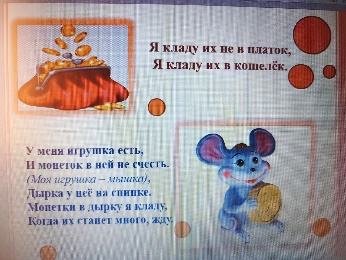 Я кладу их не в платок,
Я кладу их в кошелёк.
У меня игрушка есть,
И монеток в ней не счесть.
(Моя игрушка – мышка),
Дырка у неё на спинке.
Монетки в дырку я кладу,
Когда их станет много, жду.